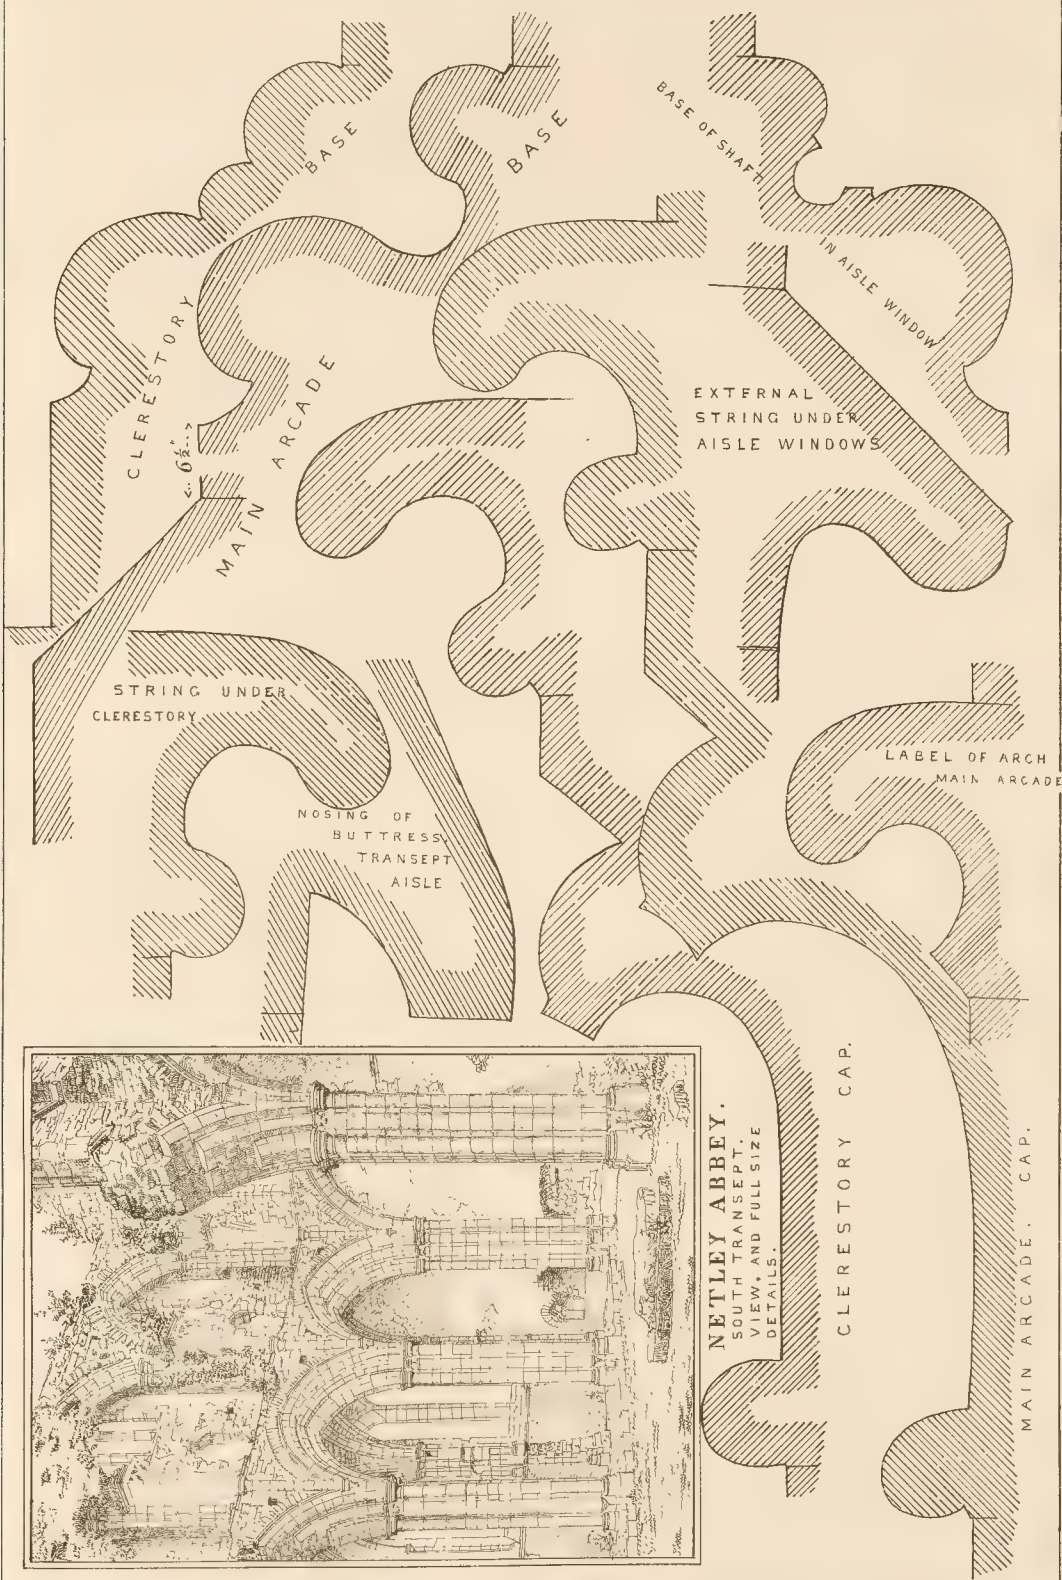 BASE
BASE
BASE OF SHAFT
IN AISLE WINDOW
CLERESTORY
MAIN ARCADE
6½"
EXTERNAL
STRING UNDER
AISLE WINDOWS
STRING UNDER
CLERESTORY
NOSING OF
BUTTRESS,
TRANSEPT
AISLE
LABEL OF ARCH
MAIN ARCADE
NETLEY ABBEY.
SOUTH TRANSEPT.
VIEW, AND FULL SIZE
DETAILS.
CLERESTORY CAP.
MAIN ARCADE. CAP.